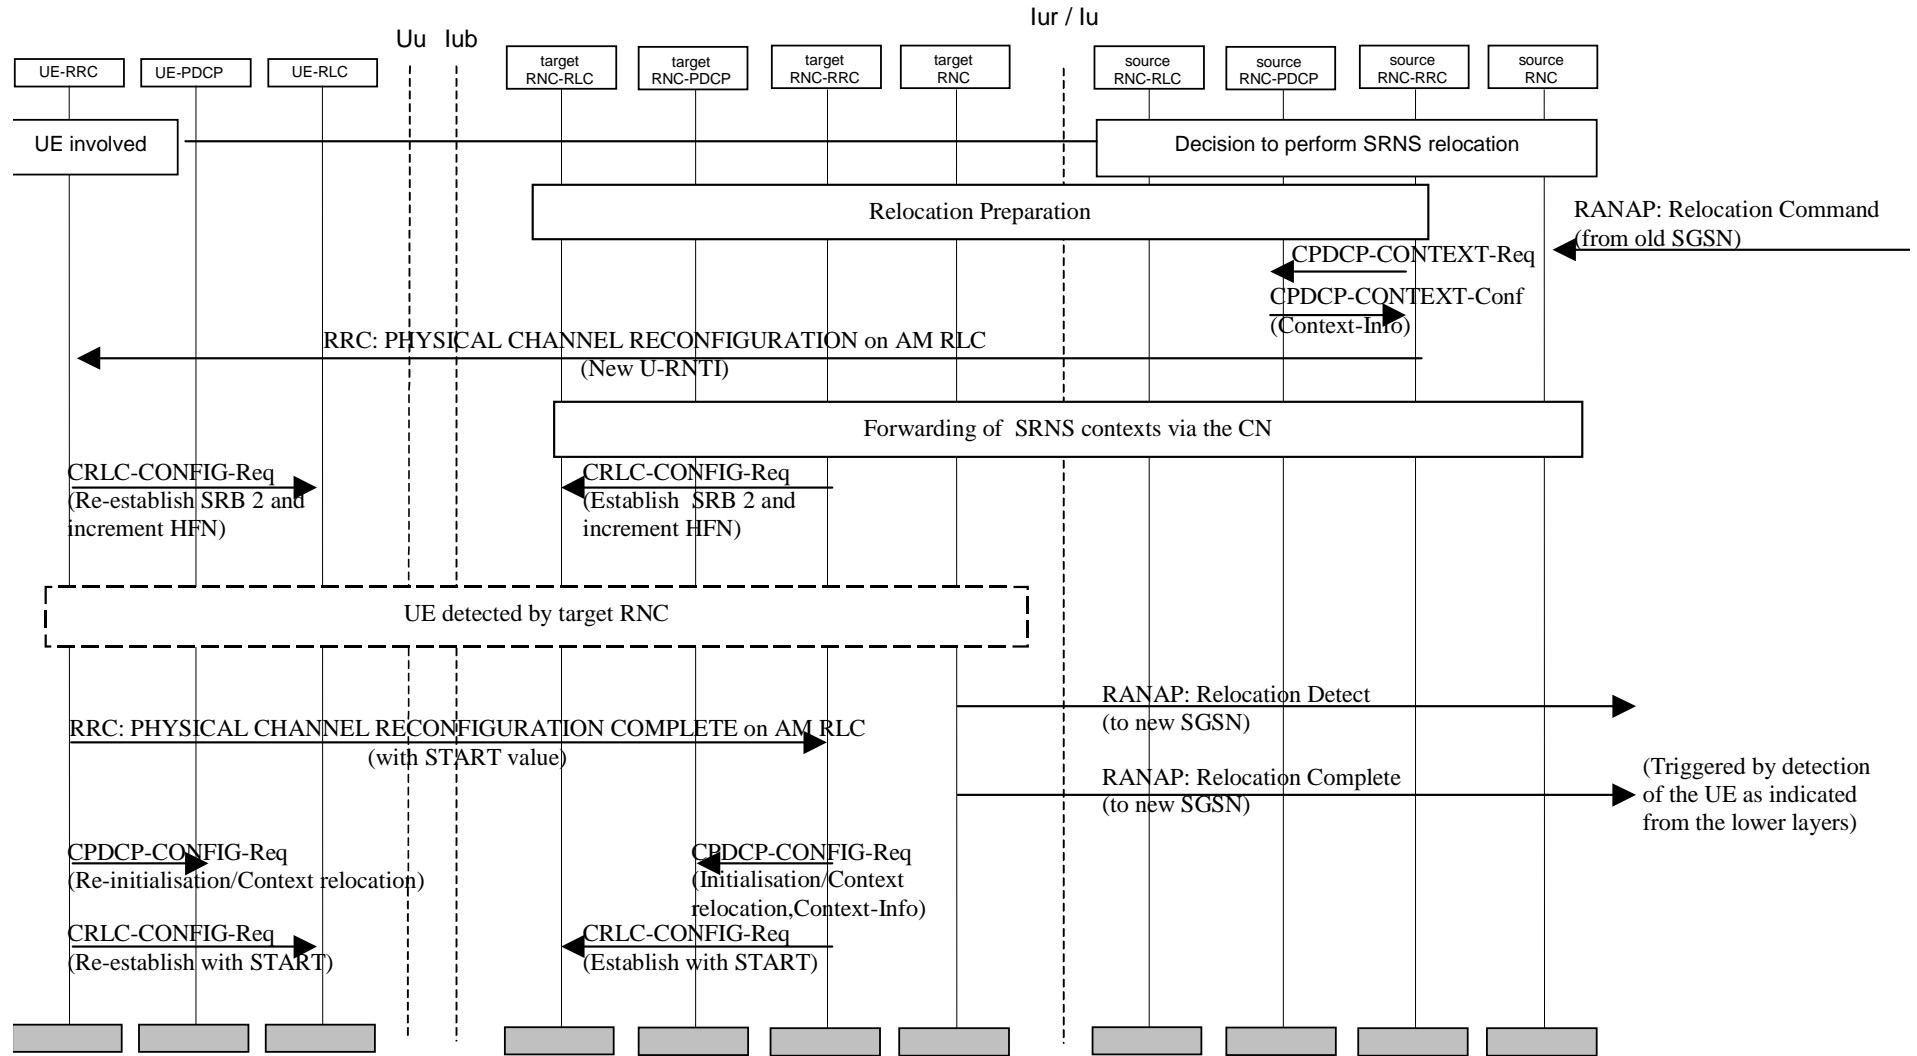 Iur / Iu
Uu Iub
UE-RRC
UE-PDCP
UE-RLC
target
RNC-RLC
target
RNC-PDCP
target
RNC-RRC
target
RNC
source
RNC-RLC
source
RNC-PDCP
source
RNC-RRC
source
RNC
UE involved
Decision to perform SRNS relocation
Relocation Preparation
RANAP: Relocation Command
(from old SGSN)
CPDCP-CONTEXT-Req
CPDCP-CONTEXT-Conf
(Context-Info)
RRC: PHYSICAL CHANNEL RECONFIGURATION on AM RLC
(New U-RNTI)
Forwarding of SRNS contexts via the CN
CRLC-CONFIG-Req
(Re-establish SRB 2 and
increment HFN)
CRLC-CONFIG-Req
(Establish SRB 2 and
increment HFN)
UE detected by target RNC
RANAP: Relocation Detect
(to new SGSN)
RRC: PHYSICAL CHANNEL RECONFIGURATION COMPLETE on AM RLC
(with START value)
RANAP: Relocation Complete
(to new SGSN)
(Triggered by detection
of the UE as indicated
from the lower layers)
CPDCP-CONFIG-Req
(Re-initialisation/Context relocation)
CPDCP-CONFIG-Req
(Initialisation/Context
relocation,Context-Info)
CRLC-CONFIG-Req
(Re-establish with START)
CRLC-CONFIG-Req
(Establish with START)